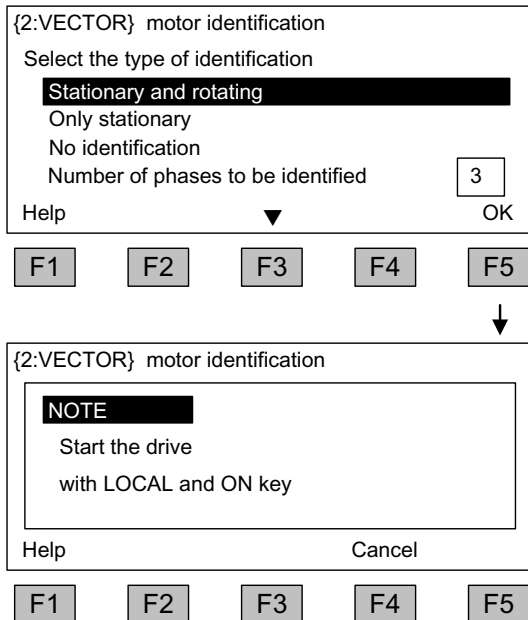 {2:VECTOR} motor identification
Select the type of identification
Stationary and rotating
Only stationary
No identification
Number of phases to be identified 3
Help ▼ OK
F1 F2 F3 F4 F5
{2:VECTOR} motor identification
NOTE
Start the drive
with LOCAL and ON key
Help Cancel
F1 F2 F3 F4 F5